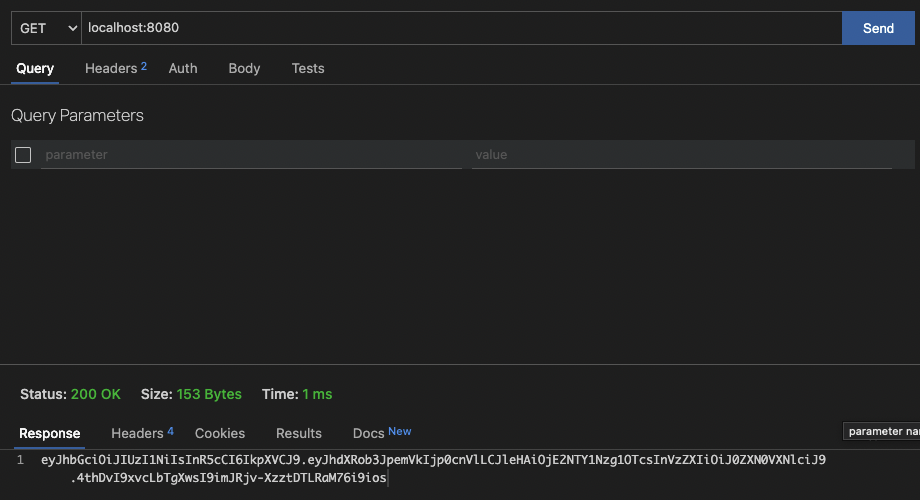 GET localhost:8080 Send
Query Headers 2 Auth Body Tests
Query Parameters
parameter value
Status: 200 OK Size: 153 Bytes Time: 1 ms
Response Headers 4 Cookies Results Docs New
parameter na
1 eyJhbGciOiJIUzI1NiIsInR5cCI6IkpXVCJ9.eyJhdXRob3JpemVkIjp0cnVlLCJleHAiOjE2NTY1Nzg1OTcsInVzZXIiOiJ0ZXN0VXNlciJ9
.4thDvI9xvcLbTgXwsI9imJRjv-XzztDTLRaM76i9ios